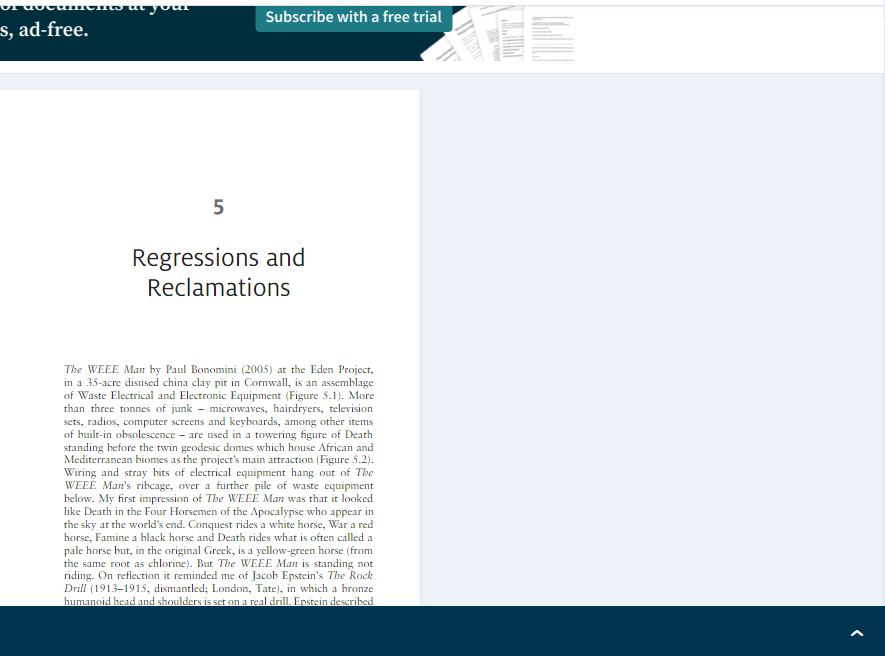 of documents at your
s, ad-free.
Subscribe with a free trial
5
Regressions and
Reclamations
The WEEE Man by Paul Bonomini (2005) at the Eden Project,
in a 35-acre disused china clay pit in Cornwall, is an assemblage
of Waste Electrical and Electronic Equipment (Figure 5.1). More
than three tonnes of junk – microwaves, hairdryers, television
sets, radios, computer screens and keyboards, among other items
of built-in obsolescence – are used in a towering figure of Death
standing before the twin geodesic domes which house African and
Mediterranean biomes as the project's main attraction (Figure 5.2).
Wiring and stray bits of electrical equipment hang out of The
WEEE Man's ribcage, over a further pile of waste equipment
below. My first impression of The WEEE Man was that it looked
like Death in the Four Horsemen of the Apocalypse who appear in
the sky at the world's end. Conquest rides a white horse, War a red
horse, Famine a black horse and Death rides what is often called a
pale horse but, in the original Greek, is a yellow-green horse (from
the same root as chlorine). But The WEEE Man is standing not
riding. On reflection it reminded me of Jacob Epstein's The Rock
Drill (1913–1915, dismantled; London, Tate), in which a bronze
humanoid head and shoulders is set on a real drill. Epstein described